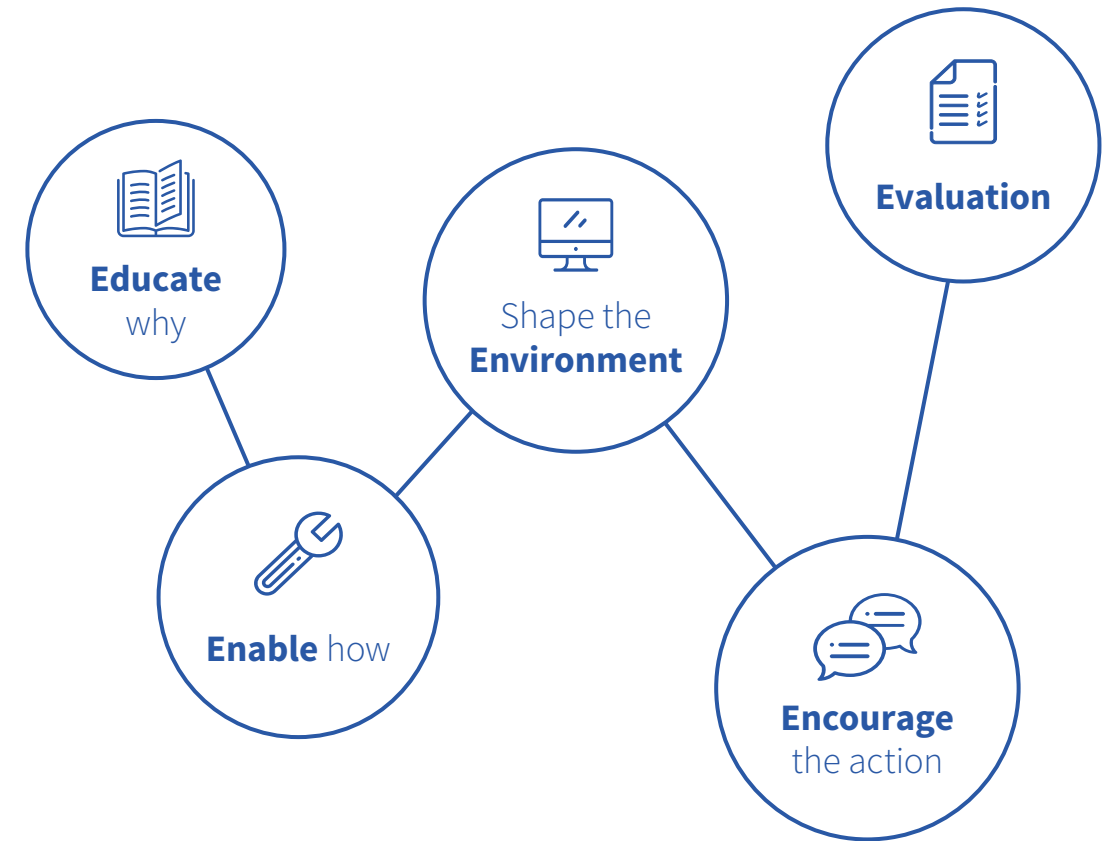 Educate
why
Enable how
Shape the
Environment
Encourage
the action
Evaluation